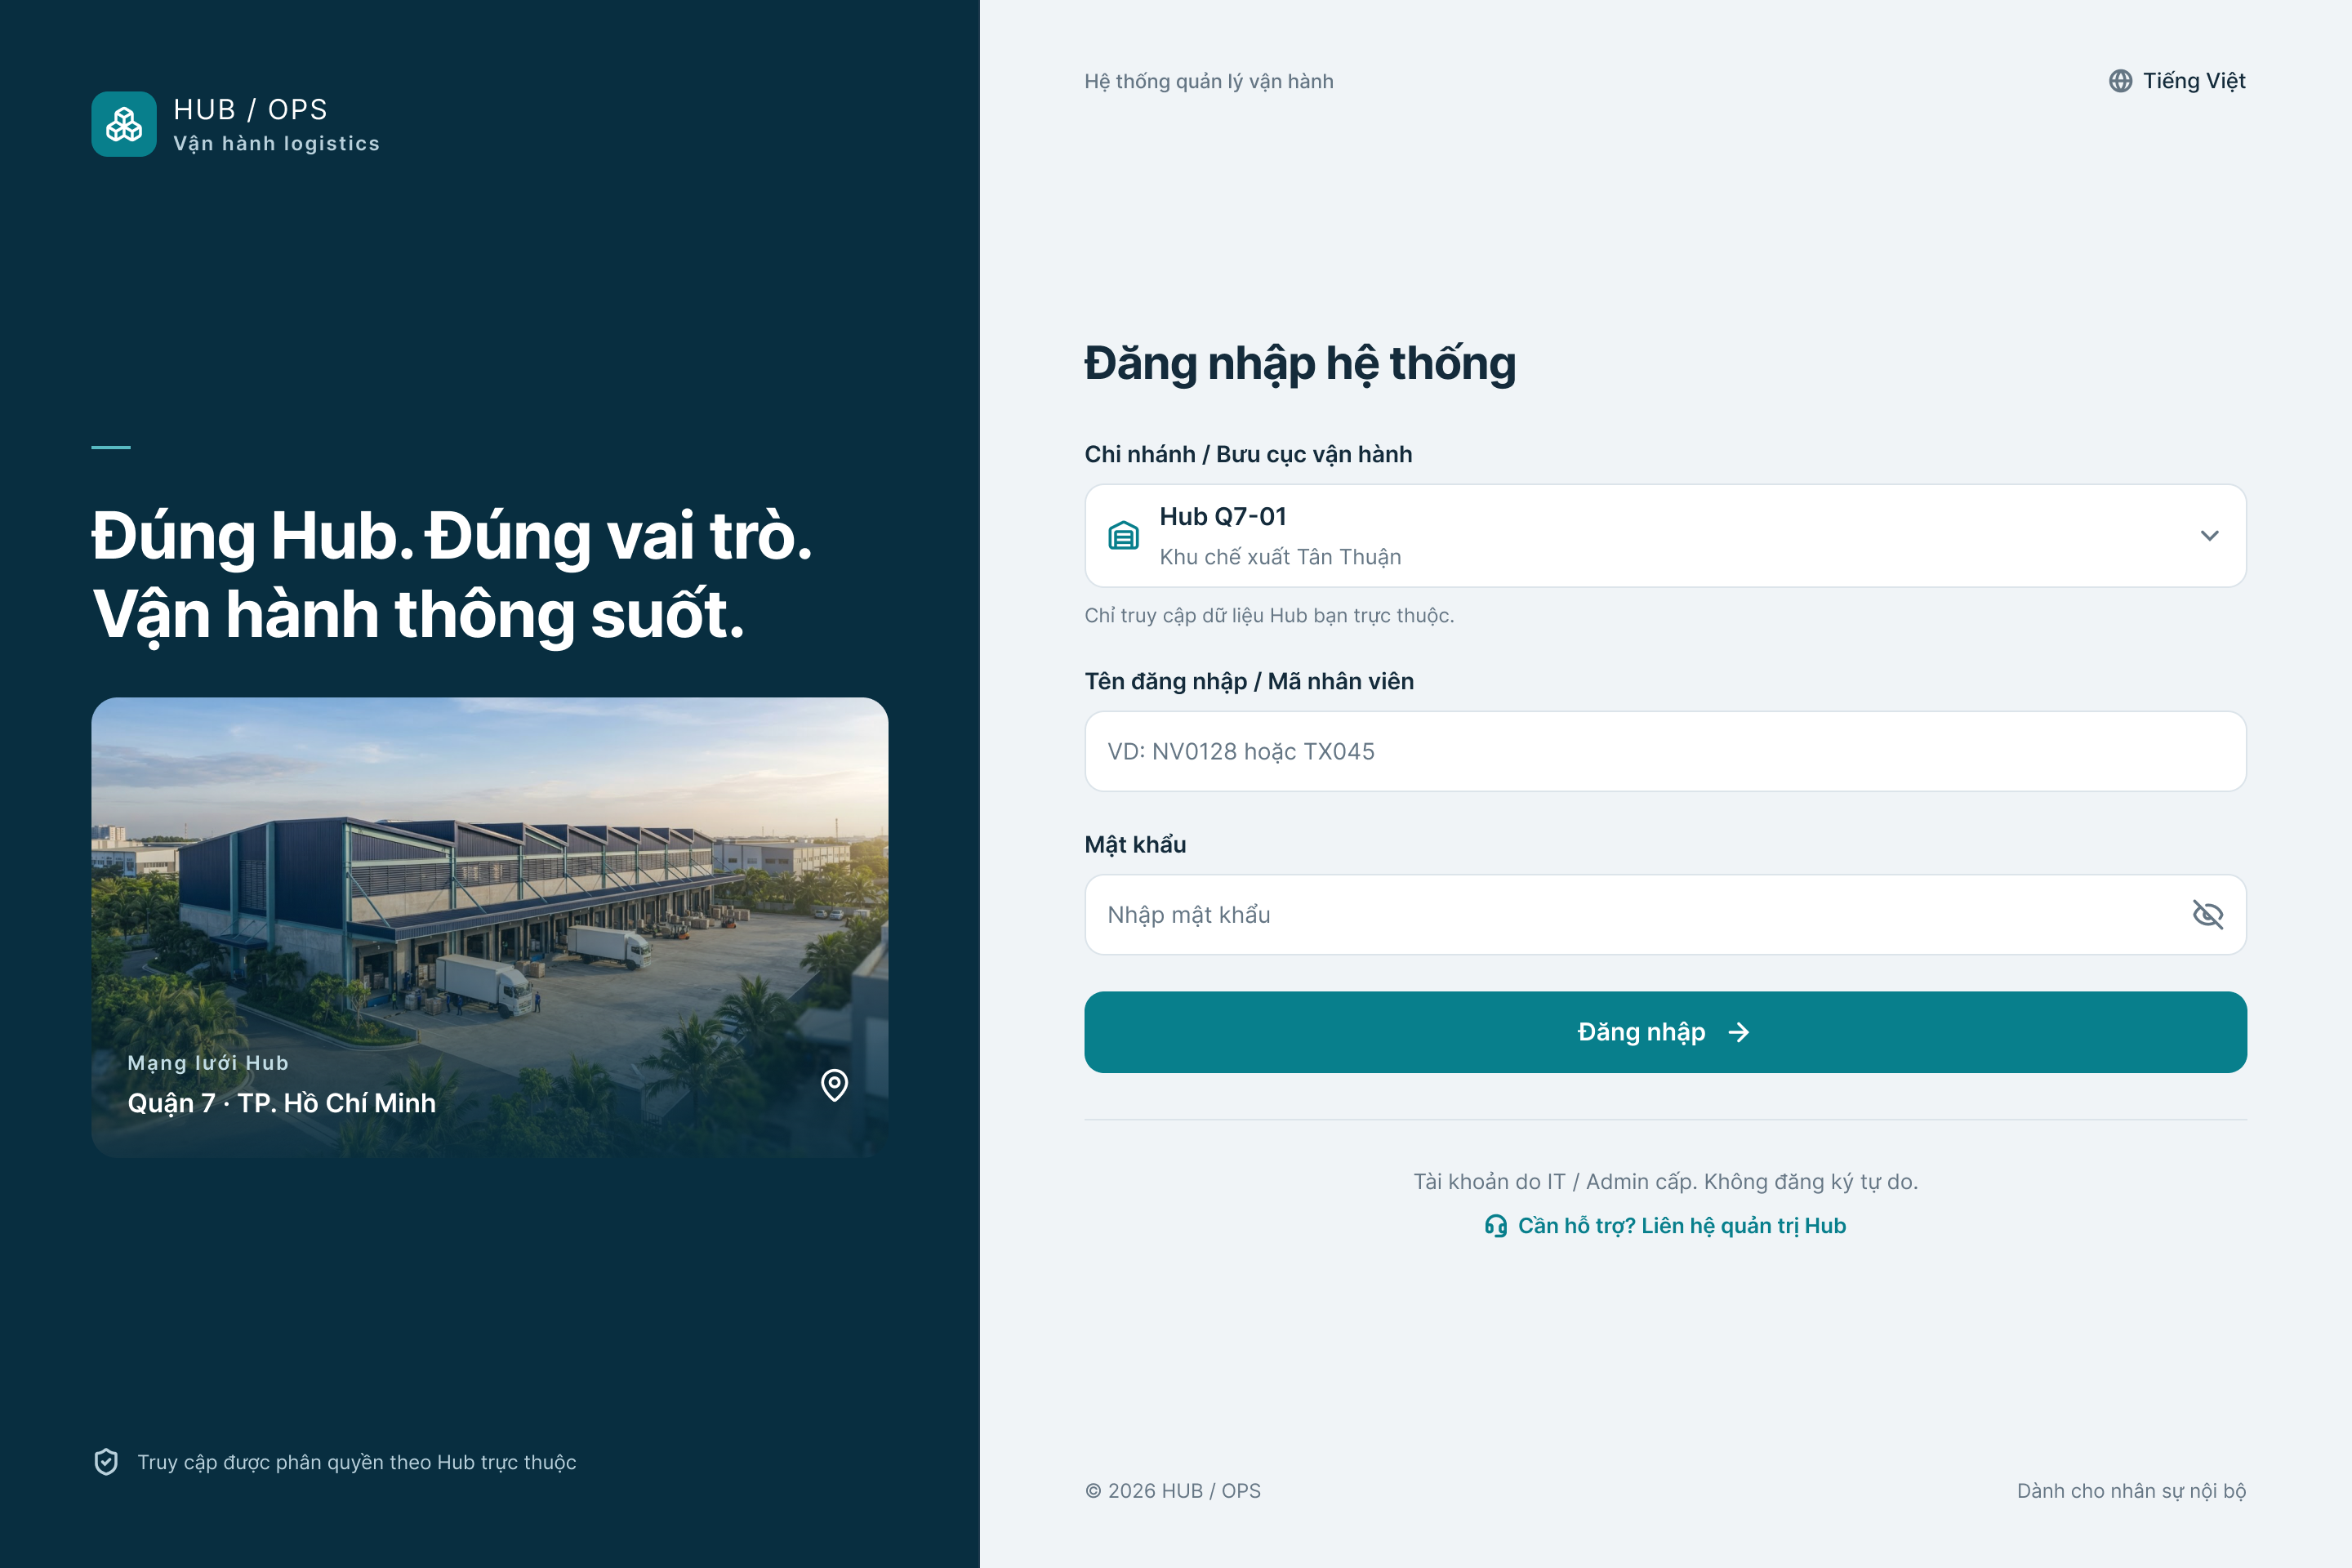 HUB / OPS
Vận hành logistics
Đúng Hub. Đúng vai trò.
Vận hành thông suốt.
Mạng lưới Hub
Quận 7 · TP. Hồ Chí Minh
Truy cập được phân quyền theo Hub trực thuộc
Hệ thống quản lý vận hành
Tiếng Việt
Đăng nhập hệ thống
Chi nhánh / Bưu cục vận hành
Hub Q7-01
Khu chế xuất Tân Thuận
Chỉ truy cập dữ liệu Hub bạn trực thuộc.
Tên đăng nhập / Mã nhân viên
VD: NV0128 hoặc TX045
Mật khẩu
Nhập mật khẩu
Đăng nhập
Tài khoản do IT / Admin cấp. Không đăng ký tự do.
Cần hỗ trợ? Liên hệ quản trị Hub
© 2026 HUB / OPS
Dành cho nhân sự nội bộ